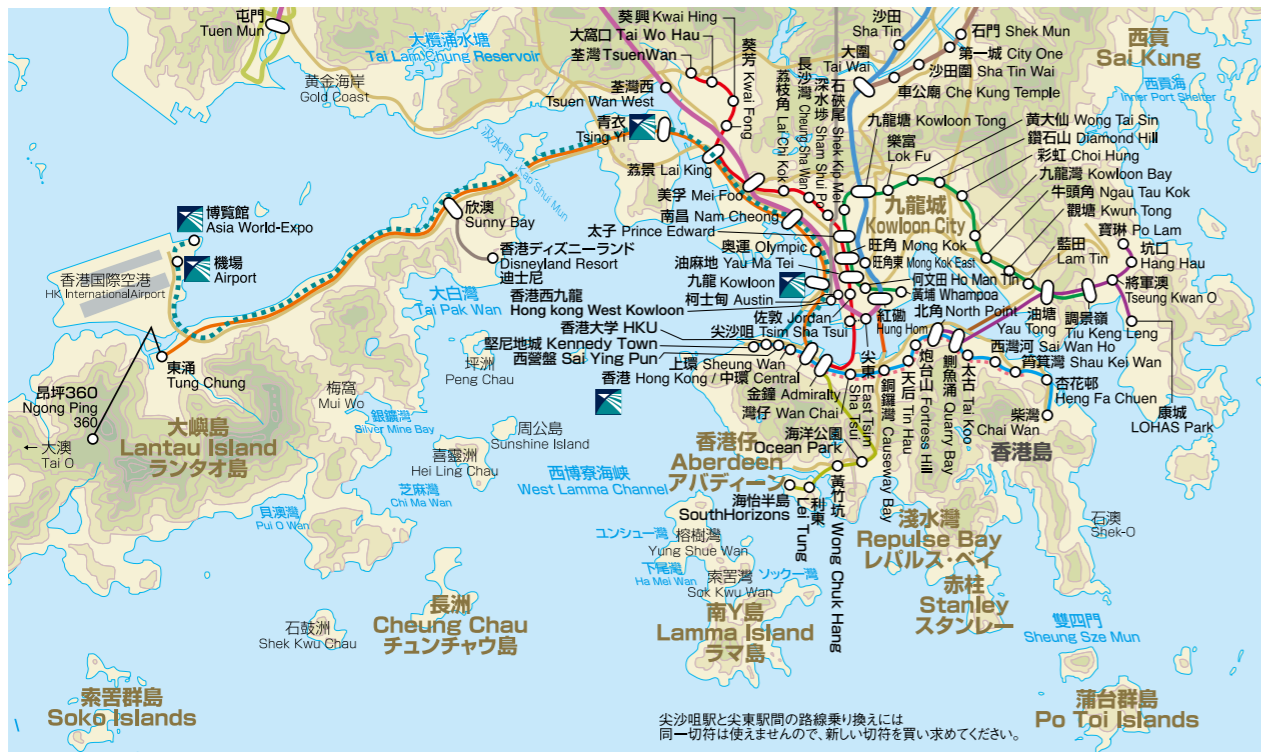 屯門
Tuen Mun
大欖涌水塘
Tai Lam Chung Reservoir
黃金海岸
Gold Coast
葵興 Kwai Hing
大窩口 Tai Wo Hau
荃灣 TsuenWan
荃灣西
Tsuen Wan West
青衣
Tsing Yi
葵芳 Kwai Fong
荔枝角 Lai Chi Kok
長沙灣 Cheung Sha Wan
深水埗 Sham Shui Po
石硤尾 Shek Kip Mei
沙田
Sha Tin
大圍
Tai Wai
石門 Shek Mun
第一城 City One
沙田圍 Sha Tin Wai
車公廟 Che Kung Temple
西貢
Sai Kung
西貢海
Inner Port Shelter
九龍塘 Kowloon Tong
樂富
Lok Fu
黃大仙 Wong Tai Sin
鑽石山 Diamond Hill
彩虹 Choi Hung
九龍灣 Kowloon Bay
牛頭角 Ngau Tau Kok
觀塘 Kwun Tong
藍田
Lam Tin
寶琳 Po Lam
坑口
Hang Hau
將軍澳
Tseung Kwan O
九龍城
Kowloon City
汲水門
Kap Shui Mun
荔景 Lai King
美孚 Mei Foo
南昌 Nam Cheong
太子 Prince Edward
奧運 Olympic
油麻地 Yau Ma Tei
九龍 Kowloon
柯士甸 Austin
佐敦 Jordan
尖沙咀 Tsim Sha Tsui
旺角 Mong Kok
旺角東 Mong Kok East
何文田 Ho Man Tin
黃埔 Whampoa
北角 North Point
紅磡
Hung Hom
油塘
Yau Tong
調景嶺
Tiu Keng Leng
西灣河 Sai Wan Ho
筲箕灣 Shau Kei Wan
杏花邨
Heng Fa Chuen
柴灣
Chai Wan
康城
LOHAS Park
香港島
博覧館
Asia World-Expo
機場
Airport
香港国際空港
HK InternationalAirport
欣澳
Sunny Bay
香港ディズニーランド
Disneyland Resort
迪士尼
大白灣
Tai Pak Wan
香港西九龍
Hong kong West Kowloon
香港大学 HKU
堅尼地城 Kennedy Town
西營盤 Sai Ying Pun
上環 Sheung Wan
香港 Hong Kong / 中環 Central
金鐘 Admiralty
灣仔 Wan Chai
海洋公園
Ocean Park
尖東
East Tsim
Sha Tsui
銅鑼灣 Causeway Bay
天后 Tin Hau
炮台山 Fortress Hill
鰂魚涌 Quarry Bay
太古 Tai Koo
東涌
Tung Chung
昂坪360
Ngong Ping
360
← 大澳
Tai O
大嶼島
Lantau Island
ランタオ島
梅窩
Mui Wo
銀鑛灣
Silver Mine Bay
坪洲
Peng Chau
周公島
Sunshine Island
喜靈洲
Hei Ling Chau
芝麻灣
Chi Ma Wan
貝澳灣
Pui O Wan
西博寮海峡
West Lamma Channel
香港仔
Aberdeen
アバディーン
海怡半島
SouthHorizons
利東
Lei Tung
黃竹坑 Wong Chuk Hang
淺水灣
Repulse Bay
レパルス・ベイ
赤柱
Stanley
スタンレー
石澳
Shek-O
ユンシュー灣
榕樹灣
Yung Shue Wan
下尾灣
Ha Mei Wan
索罟灣
Sok Kwu Wan
ソックー灣
南丫島
Lamma Island
ラマ島
長洲
Cheung Chau
チュンチャウ島
石鼓洲
Shek Kwu Chau
索罟群島
Soko Islands
雙四門
Sheung Sze Mun
蒲台群島
Po Toi Islands
尖沙咀駅と尖東駅間の路線乗り換えには
同一切符は使えませんので、新しい切符を買い求めてください。